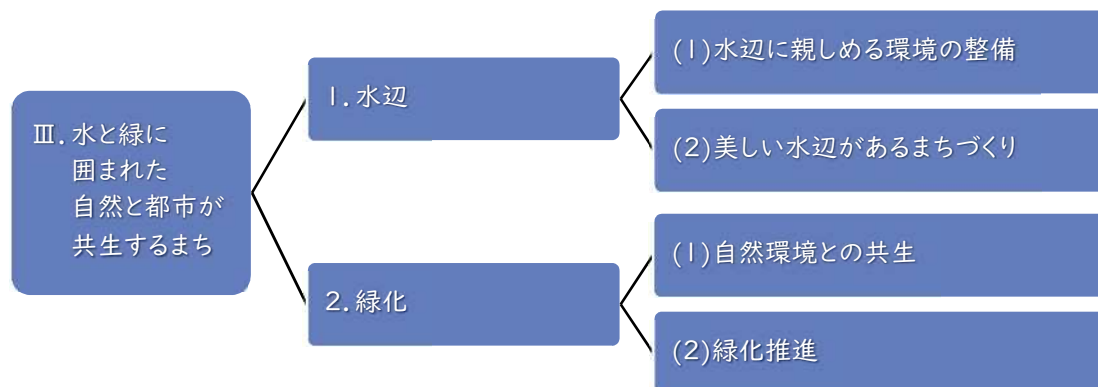 Ⅲ.水と緑に
囲まれた
自然と都市が
共生するまち
1.水辺
(1)水辺に親しめる環境の整備
(2)美しい水辺があるまちづくり
2.緑化
(1)自然環境との共生
(2)緑化推進